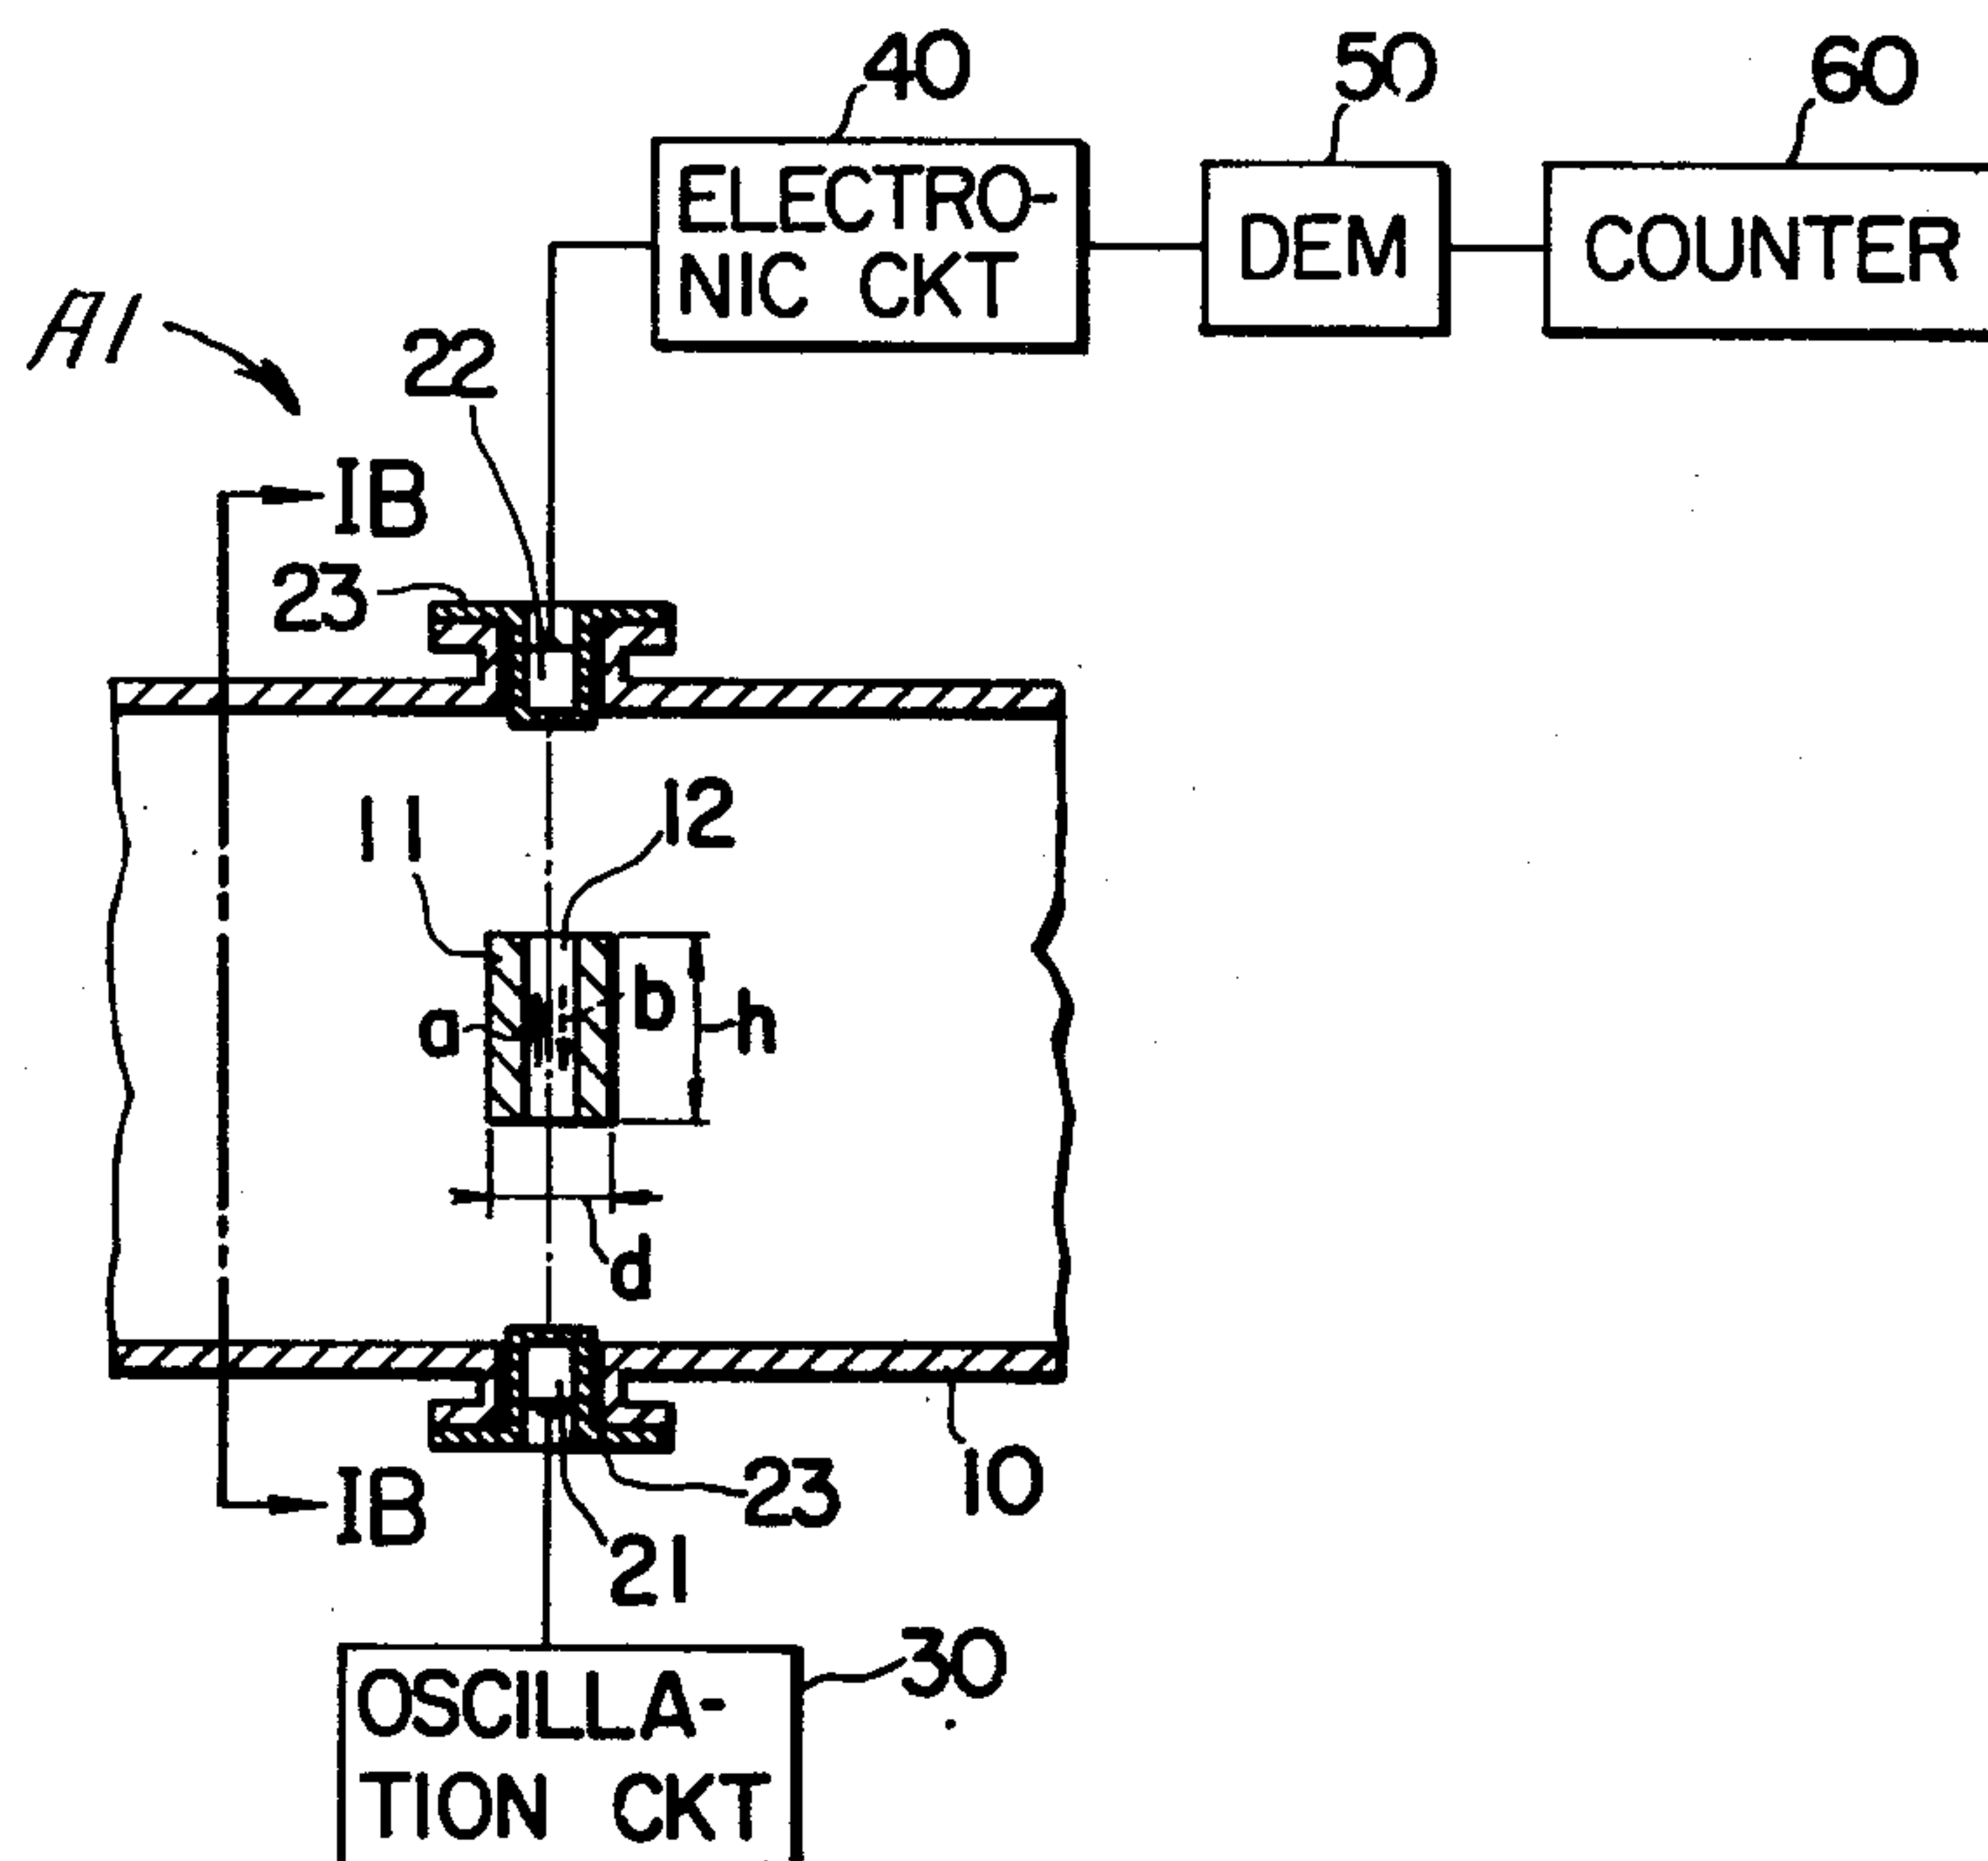 40
50
60
ELECTRO-
NIC CKT
DEM
COUNTER
A1
22
IB
23
12
11
b
a
h
d
10
23
IB
21
30
OSCILLA-
TION CKT